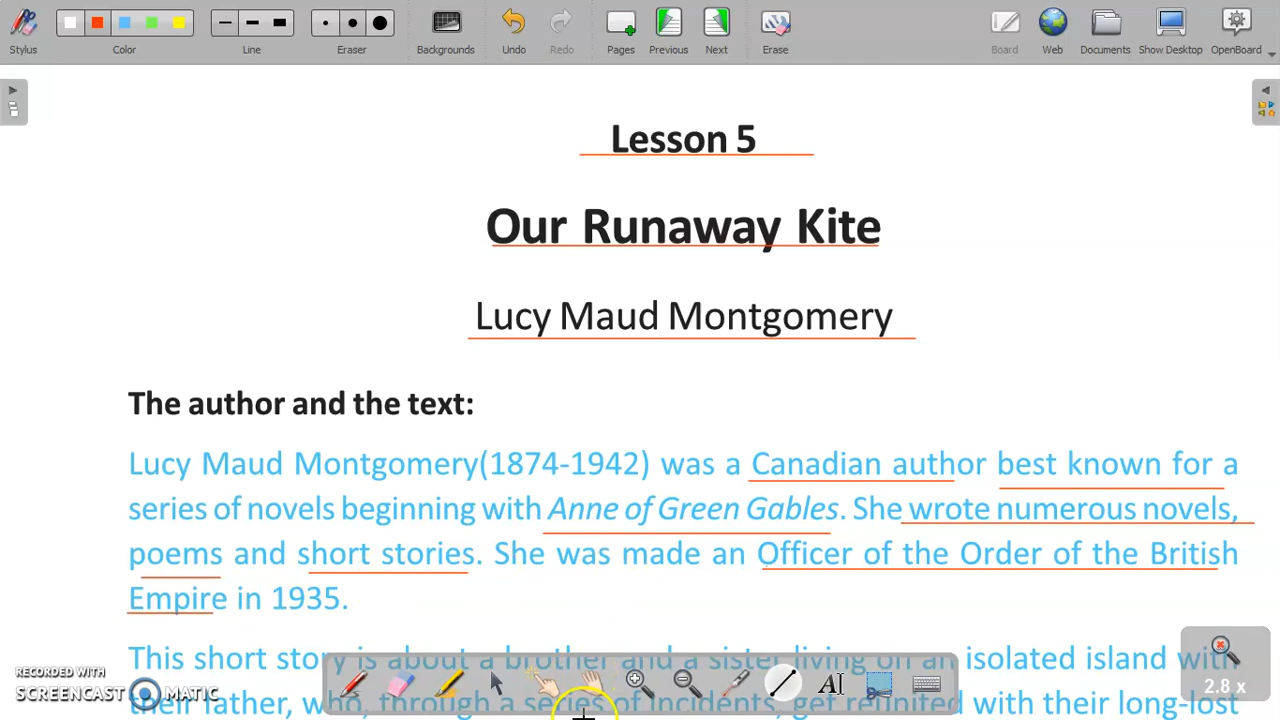 Stylus Color Line Eraser Backgrounds Undo Redo Pages Previous Next Erase Board Web Documents Show Desktop OpenBoard
Lesson 5
Our Runaway Kite
Lucy Maud Montgomery
The author and the text:
Lucy Maud Montgomery(1874-1942) was a Canadian author best known for a
series of novels beginning with Anne of Green Gables. She wrote numerous novels,
poems and short stories. She was made an Officer of the Order of the British
Empire in 1935.
This short story is about a brother and a sister living on an isolated island with
their father, who, through a series of incidents, get reunited with their long-lost
RECORDED WITH
SCREENCAST MATIC
2.8 x